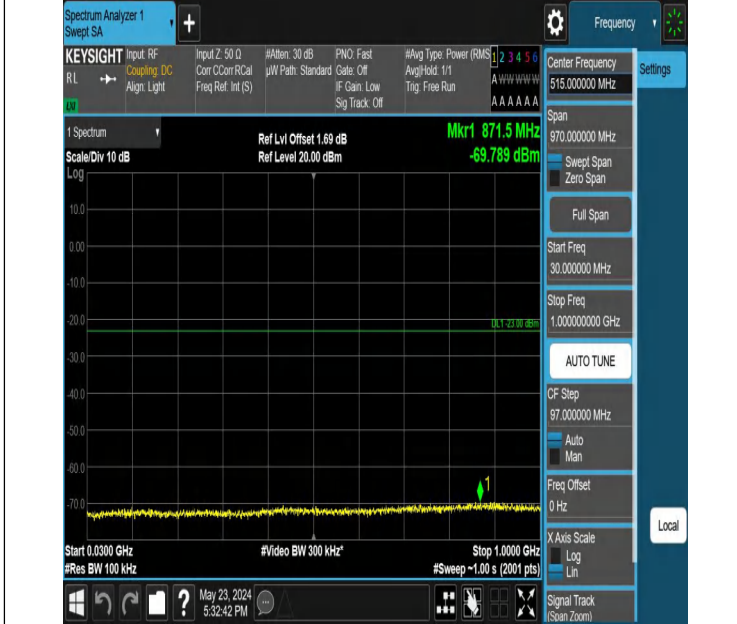 Spectrum Analyzer 1
Swept SA
+
Frequency
KEYSIGHT
RL
LXI
Input: RF
Coupling: DC
Align: Light
Input Z: 50 Ω
Corr CCorr RCal
Freq Ref: Int (S)
#Atten: 30 dB
µW Path: Standard
PNO: Fast
Gate: Off
IF Gain: Low
Sig Track: Off
#Avg Type: Power (RMS
Avg|Hold: 1/1
Trig: Free Run
1 2 3 4 5 6
A W W W W W
A A A A A A
Center Frequency
515.000000 MHz
Settings
Span
970.000000 MHz
Swept Span
Zero Span
Full Span
Start Freq
30.000000 MHz
Stop Freq
1.000000000 GHz
AUTO TUNE
CF Step
97.000000 MHz
Auto
Man
Freq Offset
0 Hz
X Axis Scale
Log
Lin
Signal Track
(Span Zoom)
Local
1 Spectrum
Scale/Div 10 dB
Log
Ref Lvl Offset 1.69 dB
Ref Level 20.00 dBm
Mkr1 871.5 MHz
-69.789 dBm
10.0
0.00
-10.0
-20.0
DL1 -23.00 dBm
-30.0
-40.0
-50.0
-60.0
1
-70.0
Start 0.0300 GHz
#Res BW 100 kHz
#Video BW 300 kHz*
Stop 1.0000 GHz
#Sweep ~1.00 s (2001 pts)
?
May 23, 2024
5:32:42 PM